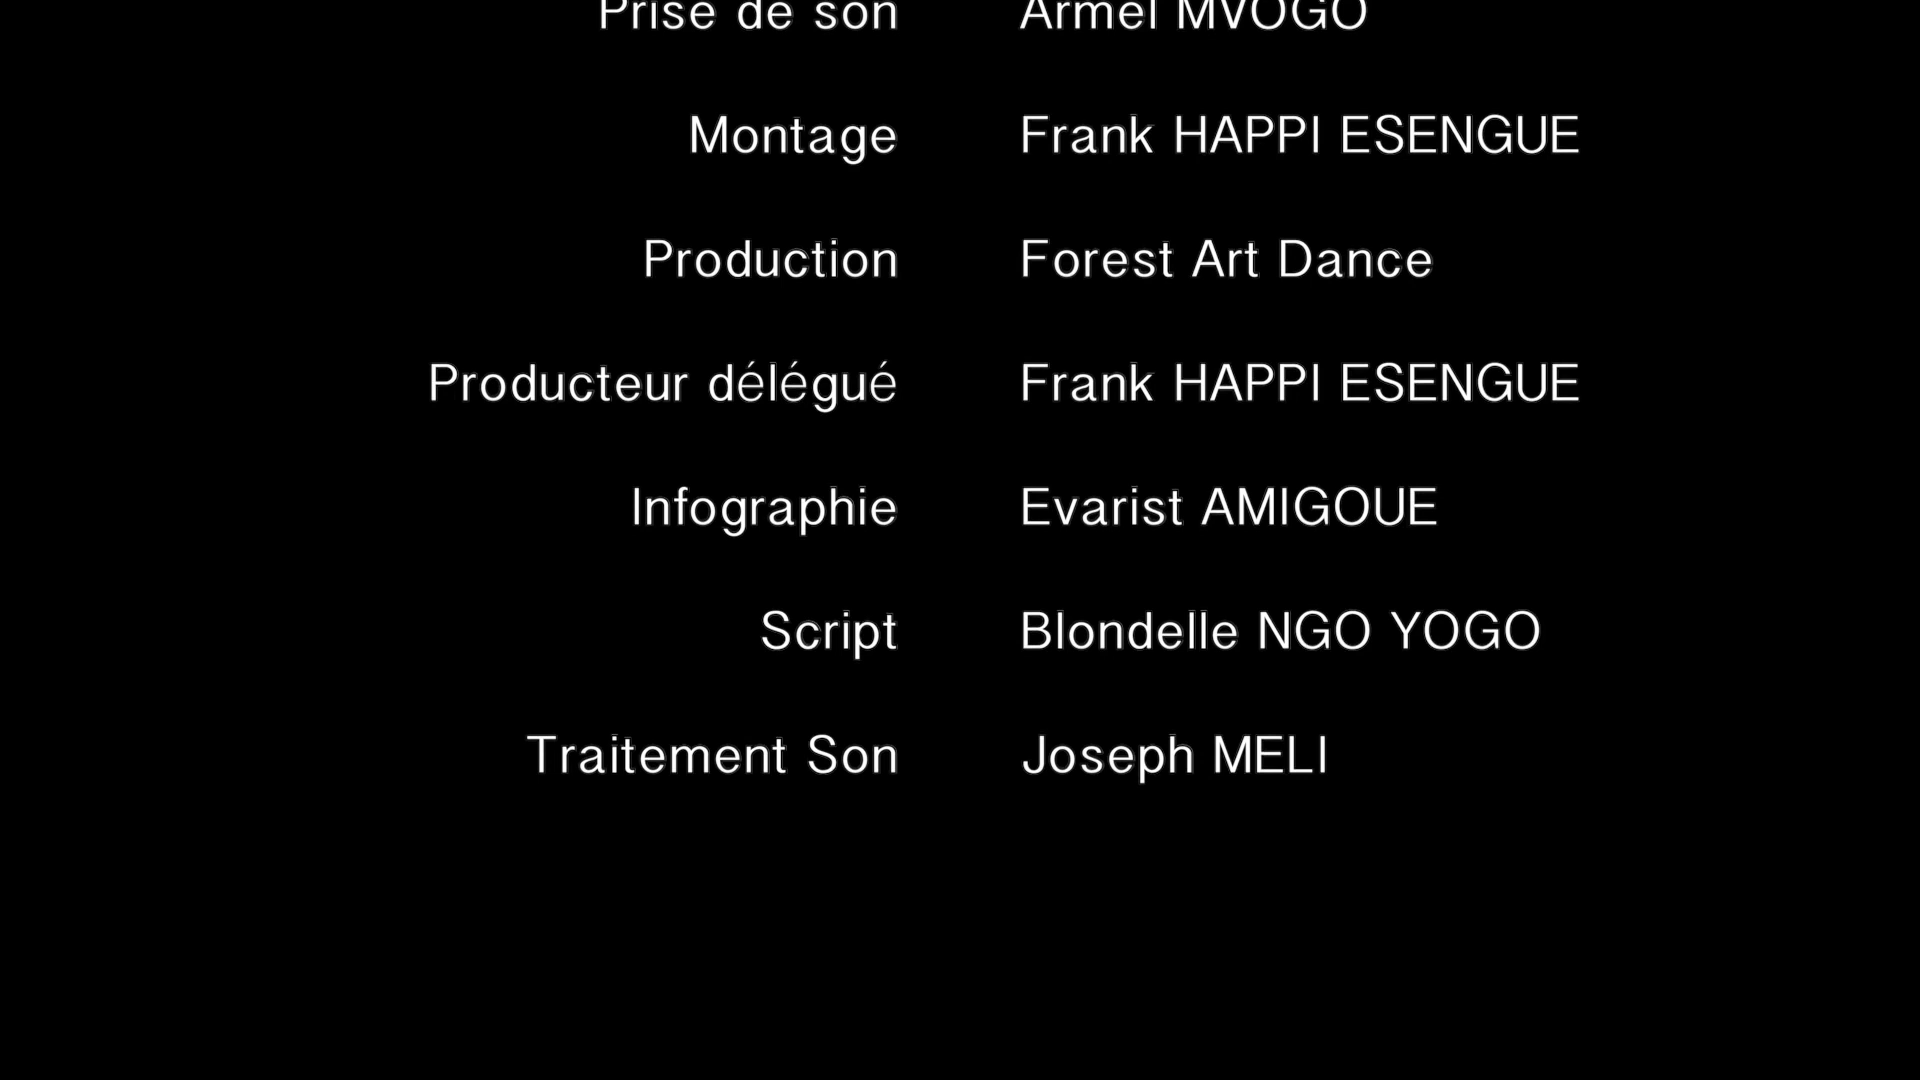 Prise de son Armel MVOGO
Montage Frank HAPPI ESENGUE
Production Forest Art Dance
Producteur délégué Frank HAPPI ESENGUE
Infographie Evarist AMIGOUE
Script Blondelle NGO YOGO
Traitement Son Joseph MELI